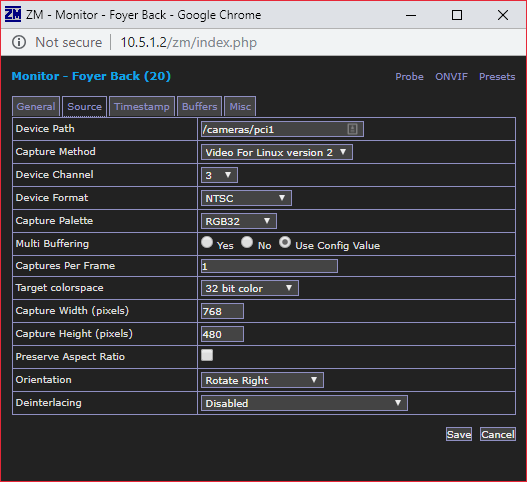 ZM - Monitor - Foyer Back - Google Chrome
Not secure | 10.5.1.2/zm/index.php
Monitor - Foyer Back (20) Probe ONVIF Presets
General Source Timestamp Buffers Misc
Device Path /cameras/pci1
Capture Method Video For Linux version 2
Device Channel 3
Device Format NTSC
Capture Palette RGB32
Multi Buffering Yes No Use Config Value
Captures Per Frame 1
Target colorspace 32 bit color
Capture Width (pixels) 768
Capture Height (pixels) 480
Preserve Aspect Ratio
Orientation Rotate Right
Deinterlacing Disabled
Save Cancel